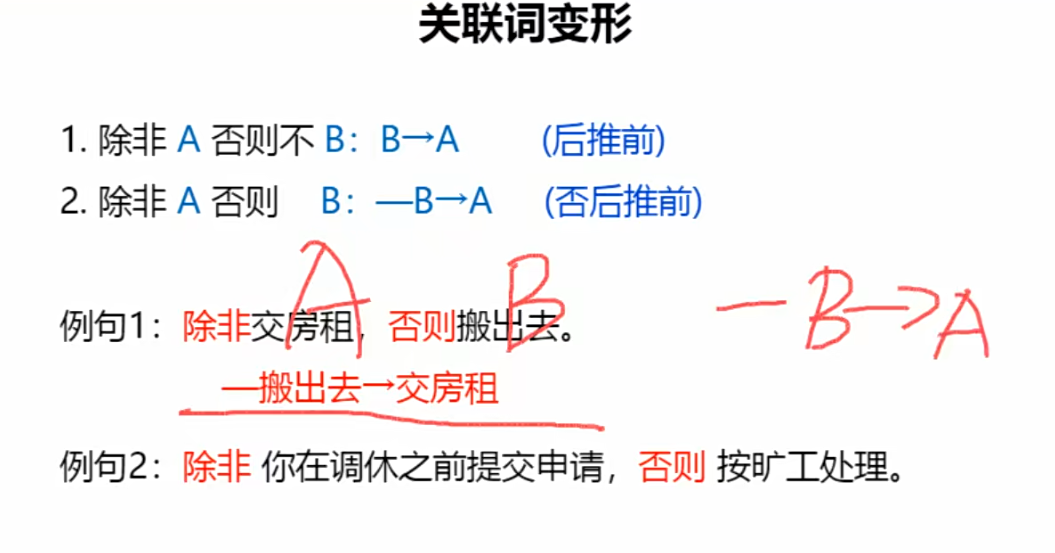 关联词变形
1. 除非 A 否则不 B：B→A (后推前)
2. 除非 A 否则 B：—B→A (否后推前)
A B —B→A
例句1：除非交房租，否则搬出去。
—搬出去→交房租
例句2：除非 你在调休之前提交申请，否则 按旷工处理。